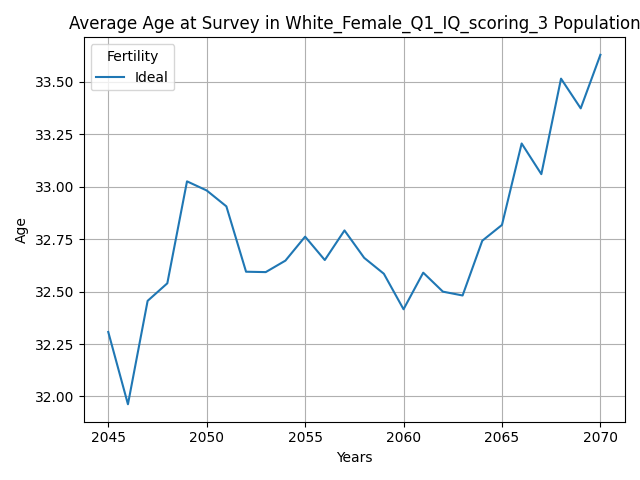 Average Age at Survey in White_Female_Q1_IQ_scoring_3 Population
Fertility
Ideal
33.50
33.25
33.00
32.75
32.50
32.25
32.00
Age
2045 2050 2055 2060 2065 2070
Years